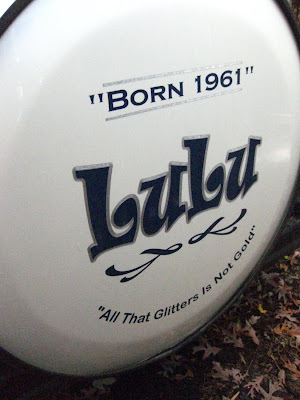 "BORN 1961"
LULU
"All That Glitters Is Not Gold"